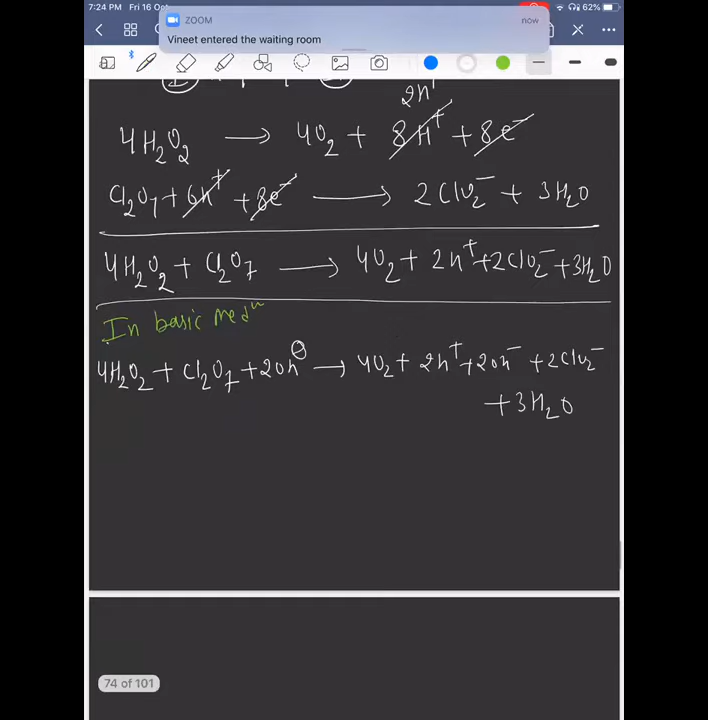 7:24 PM Fri 16 Oct
62%
ZOOM
now
Vineet entered the waiting room
2H⁺
4H₂O₂ → 4O₂ + 8H⁺ + 8e⁻
Cl₂O₇ + 6H⁺ + 8e⁻ → 2ClO₂⁻ + 3H₂O
4H₂O₂ + Cl₂O₇ → 4O₂ + 2H⁺ + 2ClO₂⁻ + 3H₂O
In basic medⁿ
4H₂O₂ + Cl₂O₇ + 2OH⊖ → 4O₂ + 2H⁺ + 2OH⁻ + 2ClO₂⁻
+ 3H₂O
74 of 101